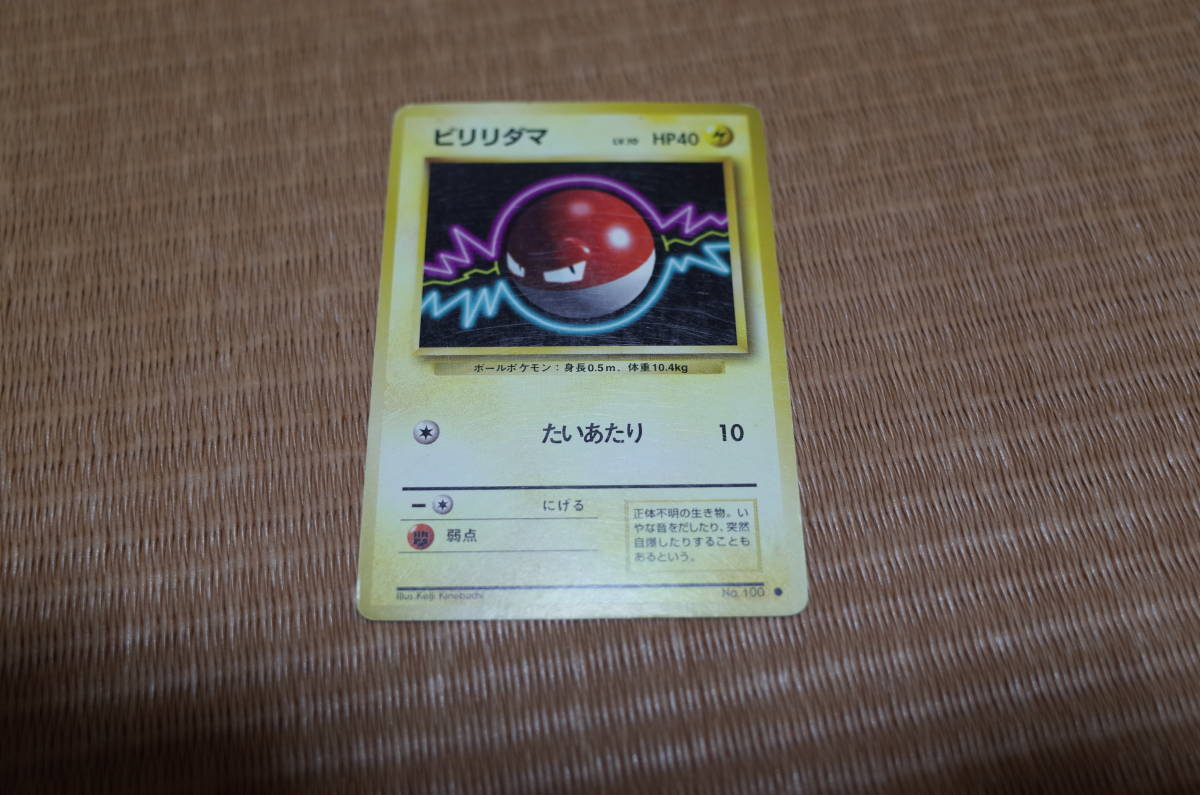 ビリリダマ LV.10 HP40
ボールポケモン：身長0.5m．体重10.4kg
たいあたり 10
ー にげる
弱点
正体不明の生き物。い
やな音をだしたり、突然
自爆したりすることも
あるという。
Illus.Keiji Kinebuchi
No. 100 ●